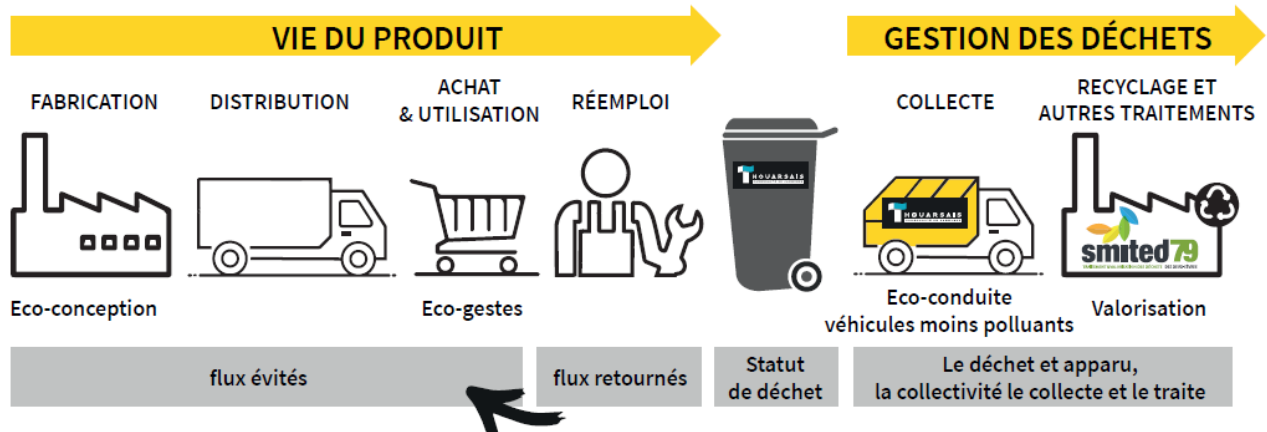 VIE DU PRODUIT
GESTION DES DÉCHETS
FABRICATION
DISTRIBUTION
ACHAT
& UTILISATION
RÉEMPLOI
COLLECTE
RECYCLAGE ET
AUTRES TRAITEMENTS
THOUARSAIS
THOUARSAIS
smited79
Eco-conception
Eco-gestes
Eco-conduite
véhicules moins polluants
Valorisation
flux évités
flux retournés
Statut
de déchet
Le déchet et apparu,
la collectivité le collecte et le traite